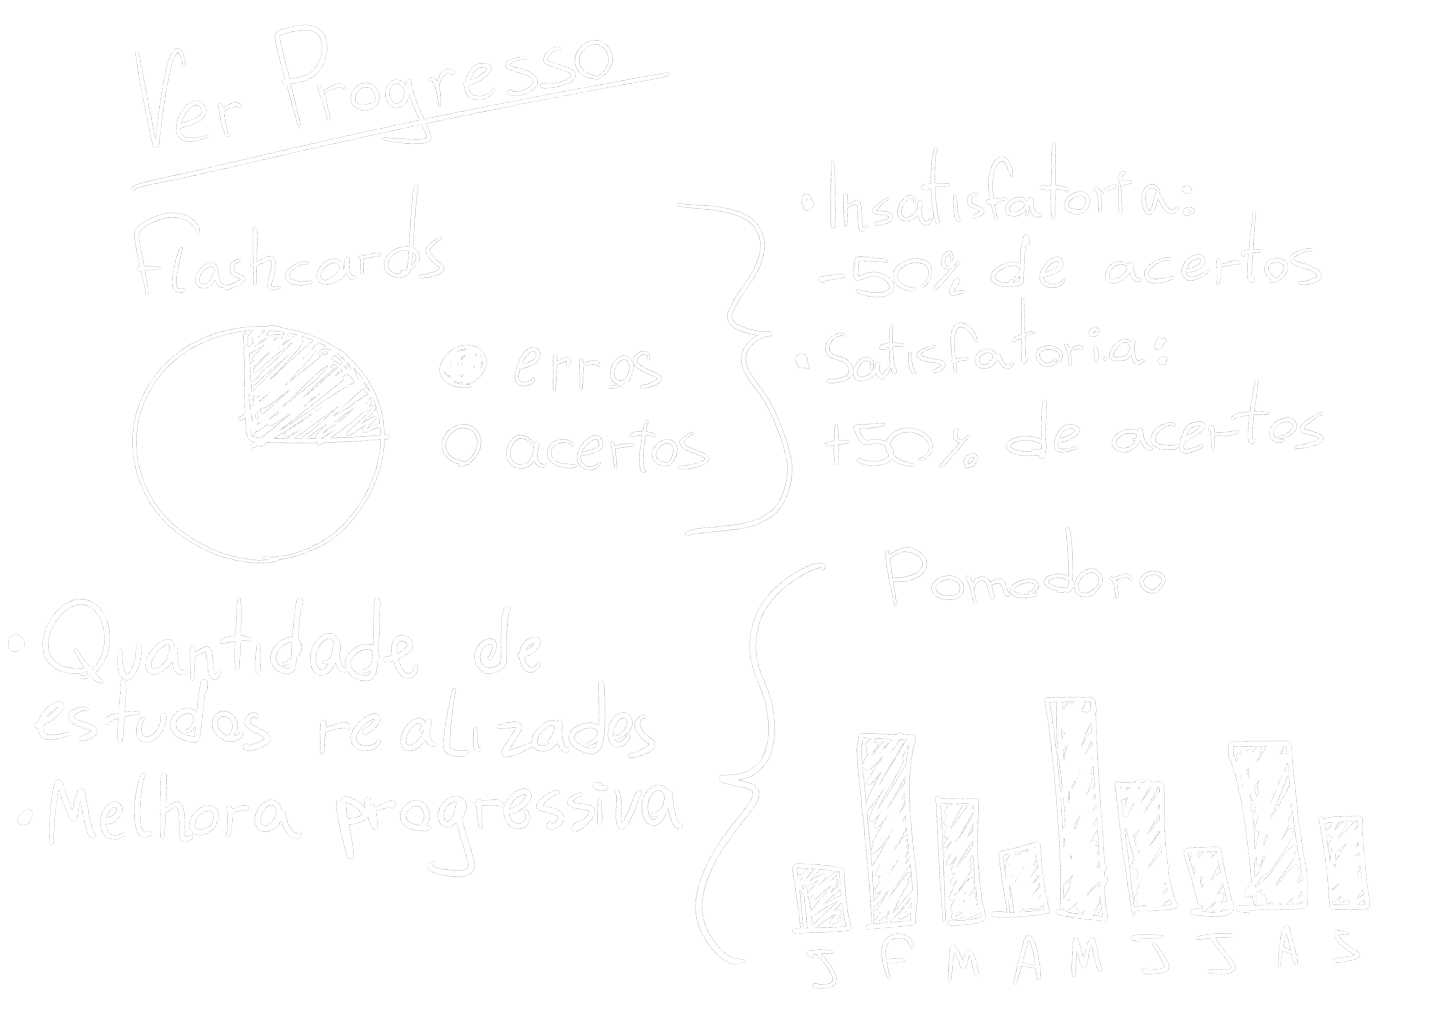 Ver Progresso
Flashcards
erros
acertos
• Insatisfatoria:
-50% de acertos
• Satisfatoria:
+50% de acertos
• Quantidade de
estudos realizados
• Melhora progressiva
Pomodoro
J F M A M J J A S